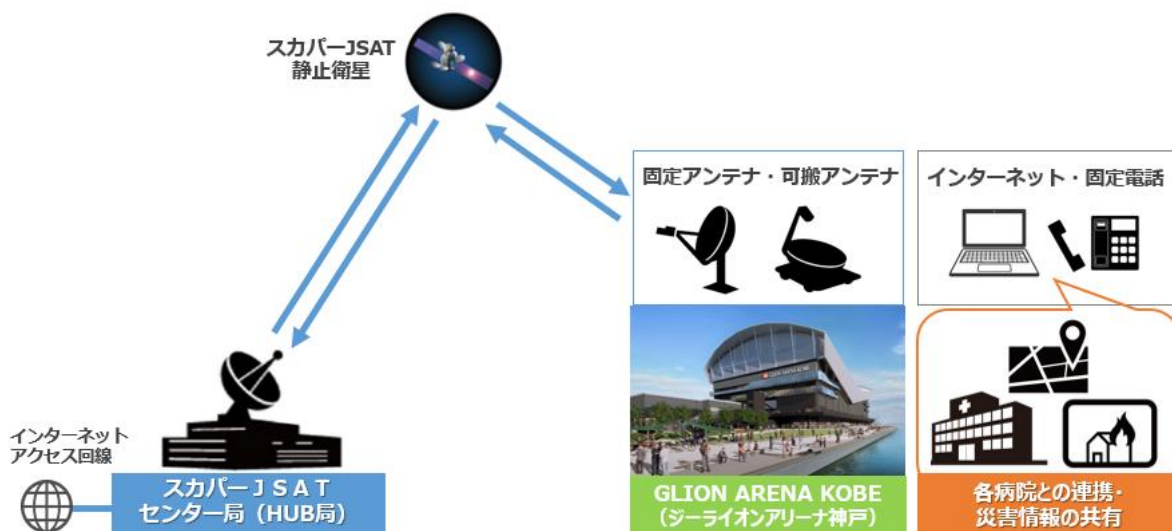 スカパーJSAT
静止衛星
固定アンテナ・可搬アンテナ
インターネット・固定電話
インターネット
アクセス回線
スカパーＪＳＡＴ
センター局（HUB局）
GLION ARENA KOBE
GLION ARENA KOBE
（ジーライオンアリーナ神戸）
各病院との連携・
災害情報の共有